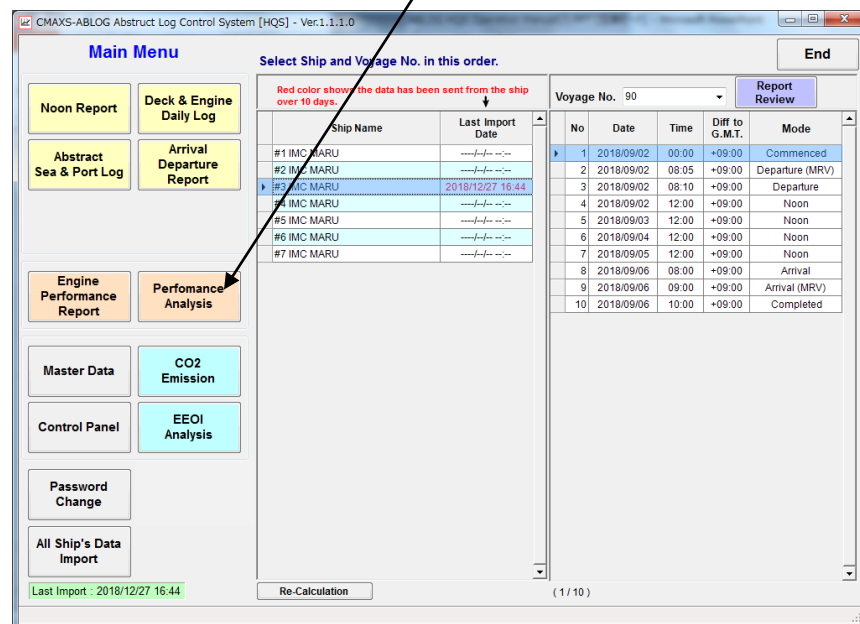 CMAXS-ABLOG Abstruct Log Control System [HQS] - Ver.1.1.1.0
Main Menu
Select Ship and Voyage No. in this order.
End
Noon Report
Deck & Engine
Daily Log
Abstract
Sea & Port Log
Arrival
Departure
Report
Engine
Performance
Report
Perfomance
Analysis
Master Data
CO2
Emission
Control Panel
EEOI
Analysis
Password
Change
All Ship's Data
Import
Last Import : 2018/12/27 16:44
Red color shows the data has been sent from the ship
over 10 days.
Ship Name Last Import Date
#1 IMC MARU ----/--/-- --:--
#2 IMC MARU ----/--/-- --:--
#3 IMC MARU 2018/12/27 16:44
#4 IMC MARU ----/--/-- --:--
#5 IMC MARU ----/--/-- --:--
#6 IMC MARU ----/--/-- --:--
#7 IMC MARU ----/--/-- --:--
Re-Calculation
Voyage No. 90
Report
Review
No Date Time Diff to G.M.T. Mode
1 2018/09/02 00:00 +09:00 Commenced
2 2018/09/02 08:05 +09:00 Departure (MRV)
3 2018/09/02 08:10 +09:00 Departure
4 2018/09/02 12:00 +09:00 Noon
5 2018/09/03 12:00 +09:00 Noon
6 2018/09/04 12:00 +09:00 Noon
7 2018/09/05 12:00 +09:00 Noon
8 2018/09/06 08:00 +09:00 Arrival
9 2018/09/06 09:00 +09:00 Arrival (MRV)
10 2018/09/06 10:00 +09:00 Completed
( 1 / 10 )